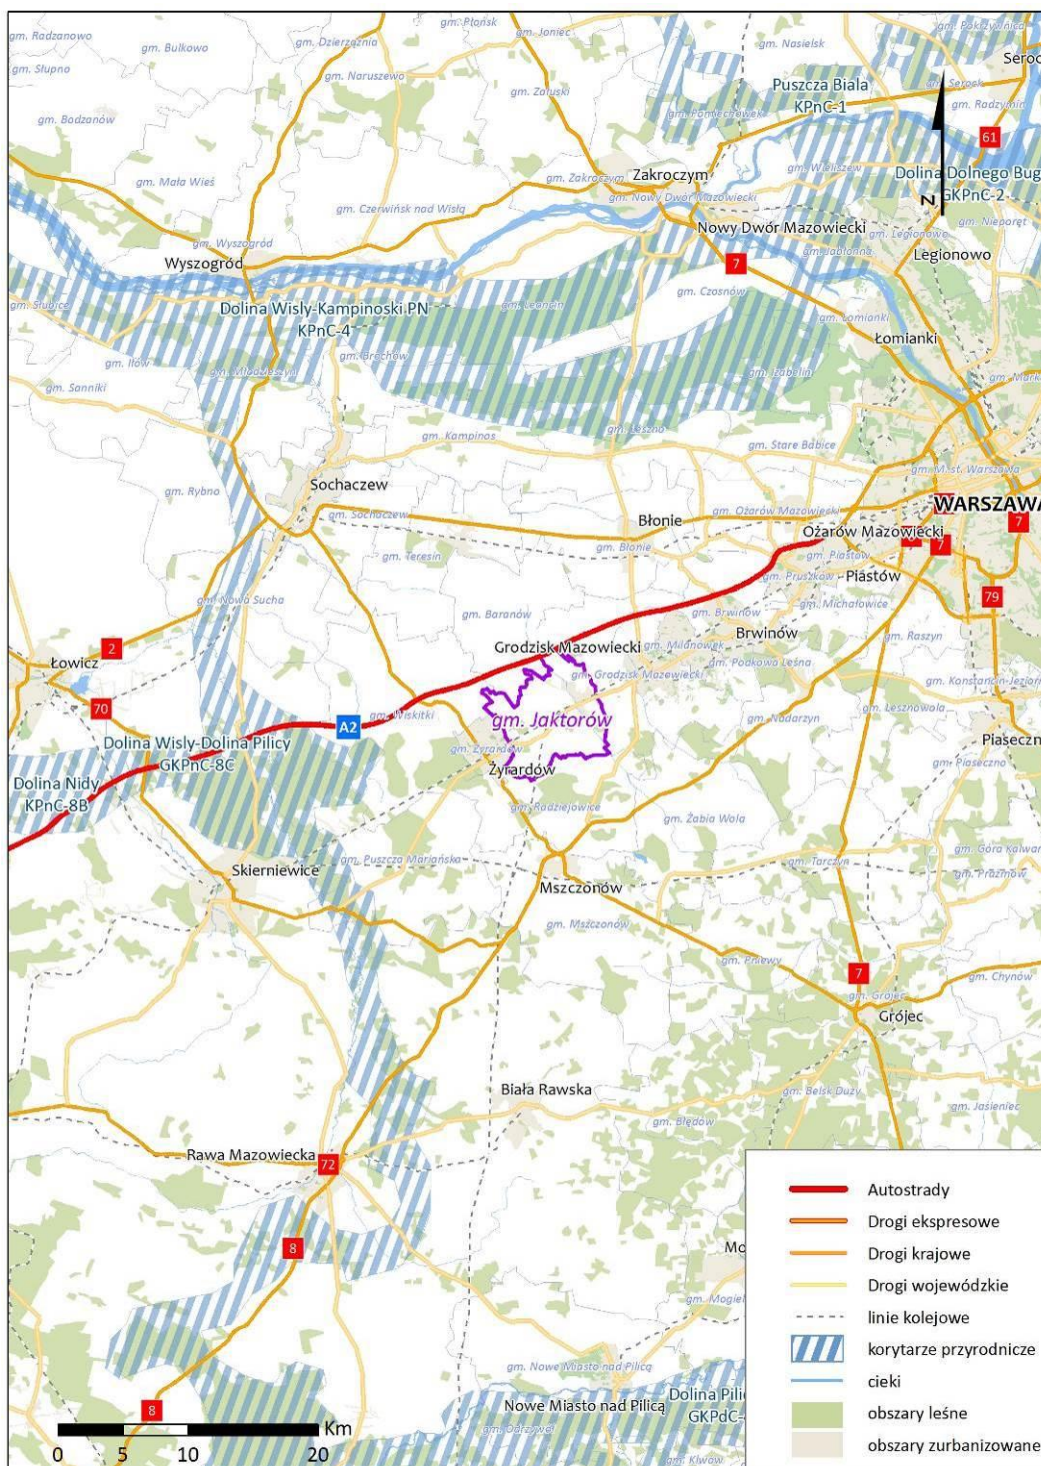 gm. Radzanowo
gm. Bulkowo
gm. Dzierzążnia
gm. Płońsk
gm. Joniec
gm. Nasielsk
gm. Pokrzywnica
gm. Słupno
gm. Naruszewo
gm. Załuski
Puszcza Biala
KPnC-1
Seroc
gm. Serock
gm. Bodzanów
gm. Pomiechówek
gm. Radzymin
61
gm. Mała Wieś
gm. Zakroczym
Zakroczym
gm. Wieliszew
Dolina Dolnego Bug
GKPnC-2
gm. Czerwińsk nad Wisłą
gm. Nowy Dwór Mazowiecki
N
gm. Nieporęt
gm. Wyszogród
Nowy Dwór Mazowiecki
gm. Legionowo
Wyszogród
7
gm. Jabłonna
Legionowo
gm. Słubice
Dolina Wisly-Kampinoski PN
KPnC-4
gm. Leoncin
gm. Czosnów
gm. Łomianki
Łomianki
gm. Iłów
gm. Brochów
gm. Młodzieszyn
gm. Izabelin
gm. Mark
gm. Sanniki
gm. Kampinos
gm. Leszno
gm. Stare Babice
gm. M. st. Warszawa
gm. Rybno
Sochaczew
gm. Sochaczew
Błonie
gm. Ożarów Mazowiecki
WARSZAWA
7
Ożarów Mazowiecki
7
gm. Teresin
gm. Błonie
gm. Piastów
Piastów
gm. Pruszków
79
gm. Nowa Sucha
gm. Baranów
gm. Brwinów
gm. Michałowice
Brwinów
gm. Raszyn
2
Łowicz
Grodzisk Mazowiecki
gm. Milanówek
gm. Podkowa Leśna
gm. Grodzisk Mazowiecki
gm. Konstancin-Jeziorn
70
gm. Wiskitki
A2
gm. Jaktorów
gm. Nadarzyn
gm. Lesznowola
Dolina Wisly-Dolina Pilicy
GKPnC-8C
gm. Żyrardów
Żyrardów
Piaseczn
gm. Piaseczno
Dolina Nidy
KPnC-8B
gm. Radziejowice
gm. Żabia Wola
Skierniewice
gm. Puszcza Mariańska
gm. Tarczyn
gm. Góra Kalwar
gm. Prażmów
Mszczonów
gm. Mszczonów
gm. Pniewy
7
gm. Chynów
gm. Grójec
Grójec
Biała Rawska
gm. Belsk Duży
gm. Jasieniec
gm. Błędów
Rawa Mazowiecka
72
8
Mo
gm. Mogiel
gm. Nowe Miasto nad Pilicą
Nowe Miasto nad Pilicą
Dolina Pilic
GKPdC-
8
gm. Odrzywół
gm. Klwów
0 5 10 20
Km
Autostrady
Drogi ekspresowe
Drogi krajowe
Drogi wojewódzkie
linie kolejowe
korytarze przyrodnicze
cieki
obszary leśne
obszary zurbanizowane